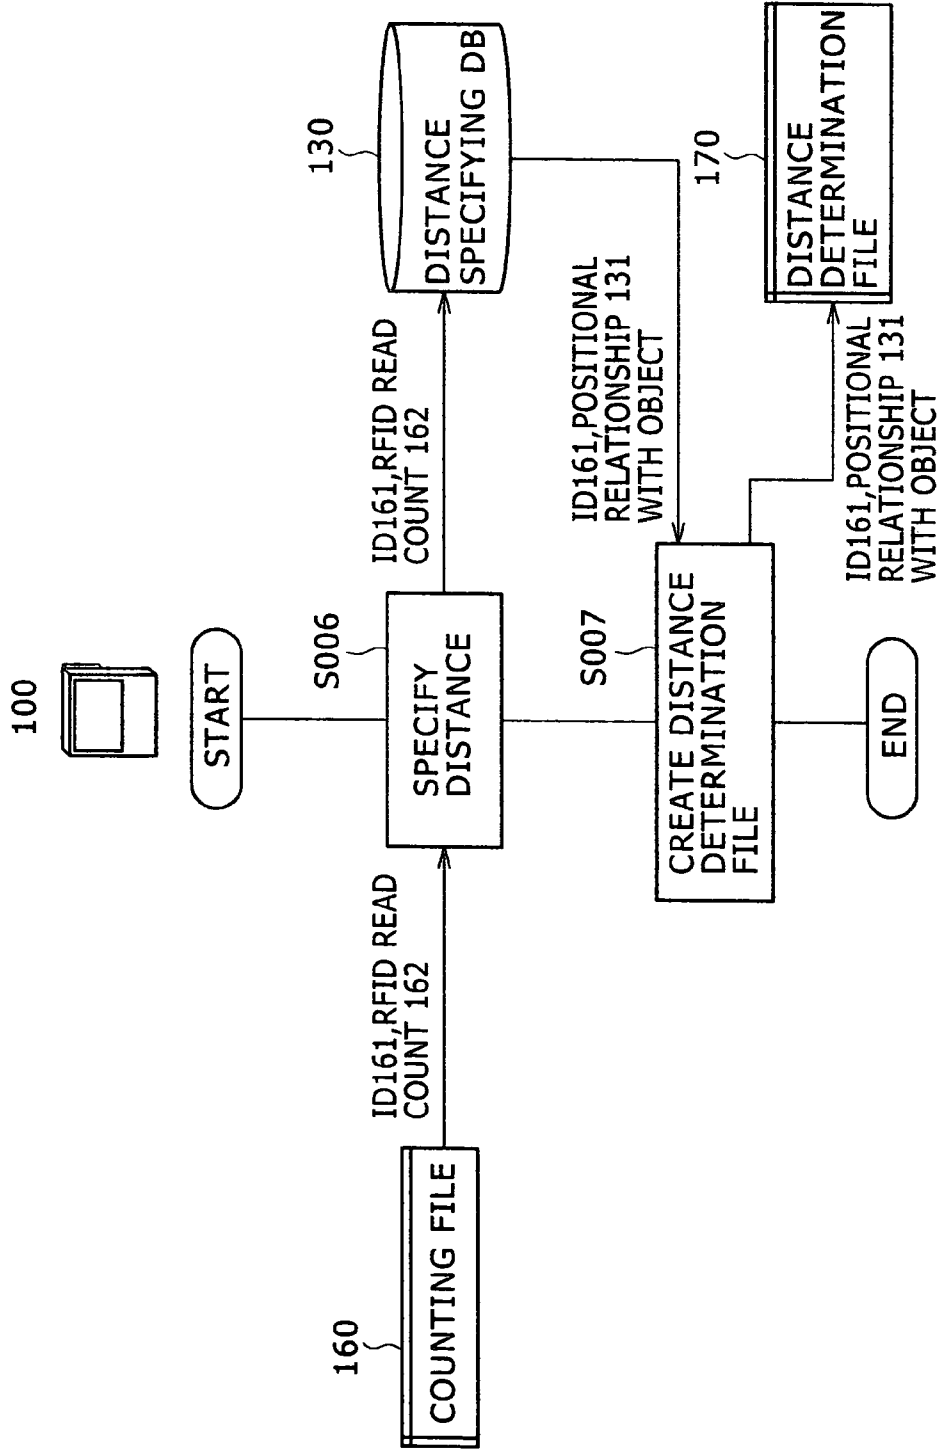 100
START
S006
SPECIFY
DISTANCE
160
COUNTING FILE
ID161,RFID READ
COUNT 162
ID161,RFID READ
COUNT 162
130
DISTANCE
SPECIFYING DB
ID161,POSITIONAL
RELATIONSHIP 131
WITH OBJECT
S007
CREATE DISTANCE
DETERMINATION
FILE
170
DISTANCE
DETERMINATION
FILE
ID161,POSITIONAL
RELATIONSHIP 131
WITH OBJECT
END